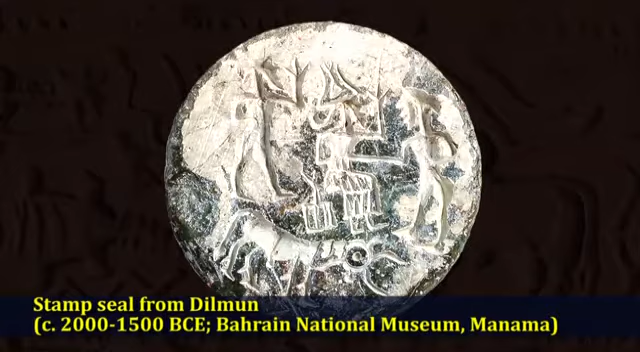 Stamp seal from Dilmun
(c. 2000-1500 BCE; Bahrain National Museum, Manama)